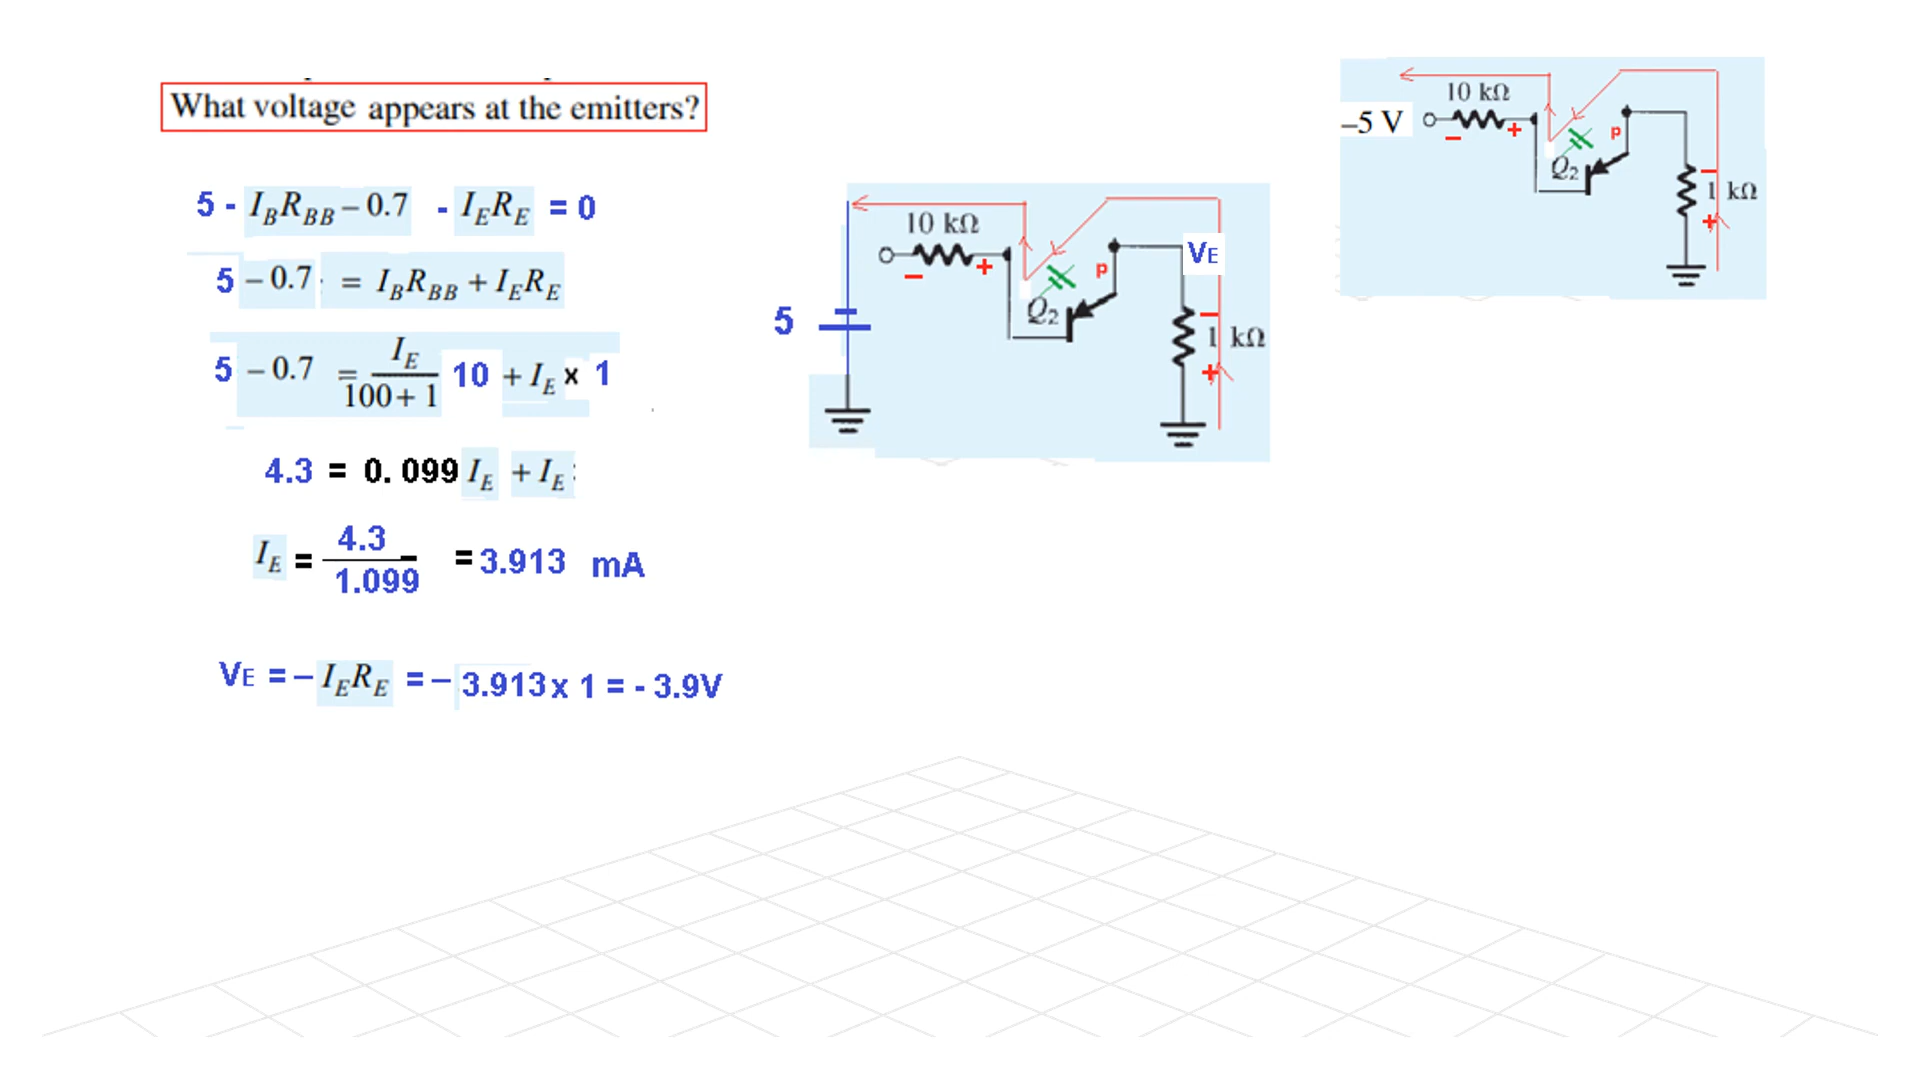 What voltage appears at the emitters?
5 - I_B R_BB – 0.7 - I_E R_E = 0
5 – 0.7 = I_B R_BB + I_E R_E
5 – 0.7 = I_E / 100 + 1 10 + I_E x 1
4.3 = 0. 099 I_E + I_E
I_E = 4.3 / 1.099 = 3.913 mA
V_E = – I_E R_E = – 3.913 x 1 = - 3.9V
10 kΩ
VE
+
–
p
Q2
5
–
1 kΩ
+
10 kΩ
–5 V
–
+
p
Q2
–
1 kΩ
+